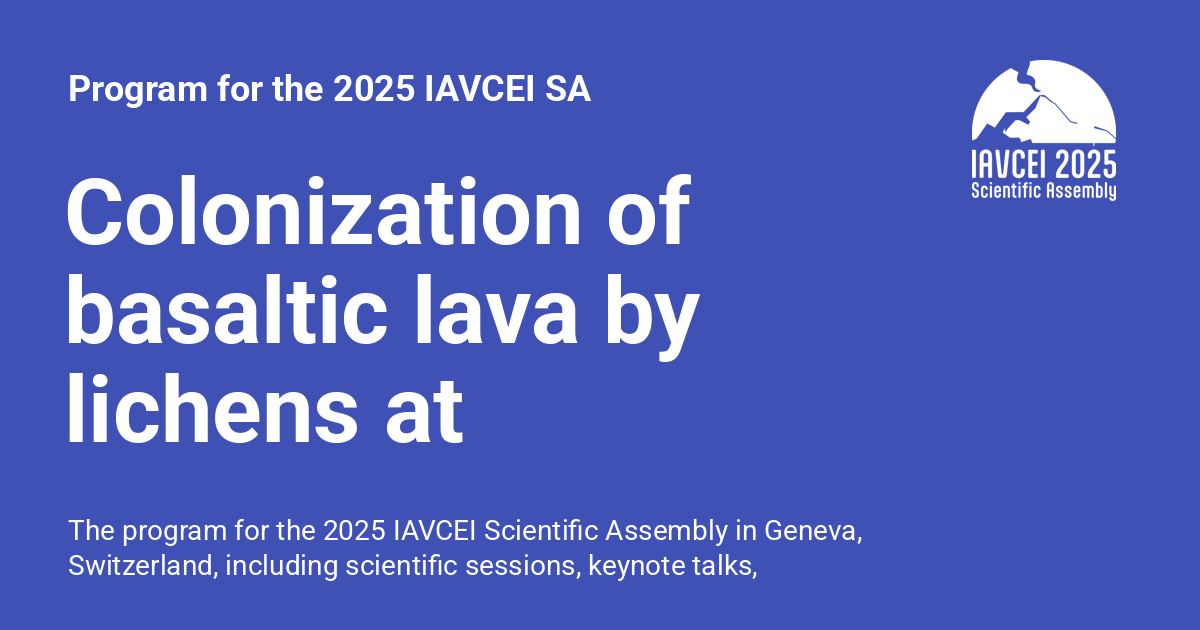 Program for the 2025 IAVCEI SA
IAVCEI 2025
Scientific Assembly
Colonization of
basaltic lava by
lichens at
The program for the 2025 IAVCEI Scientific Assembly in Geneva,
Switzerland, including scientific sessions, keynote talks,